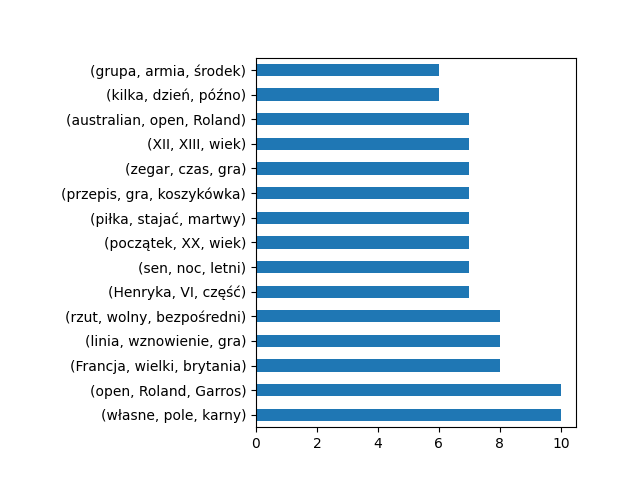 (grupa, armia, środek)
(kilka, dzień, późno)
(australian, open, Roland)
(XII, XIII, wiek)
(zegar, czas, gra)
(przepis, gra, koszykówka)
(piłka, stajać, martwy)
(początek, XX, wiek)
(sen, noc, letni)
(Henryka, VI, część)
(rzut, wolny, bezpośredni)
(linia, wznowienie, gra)
(Francja, wielki, brytania)
(open, Roland, Garros)
(własne, pole, karny)
0 2 4 6 8 10